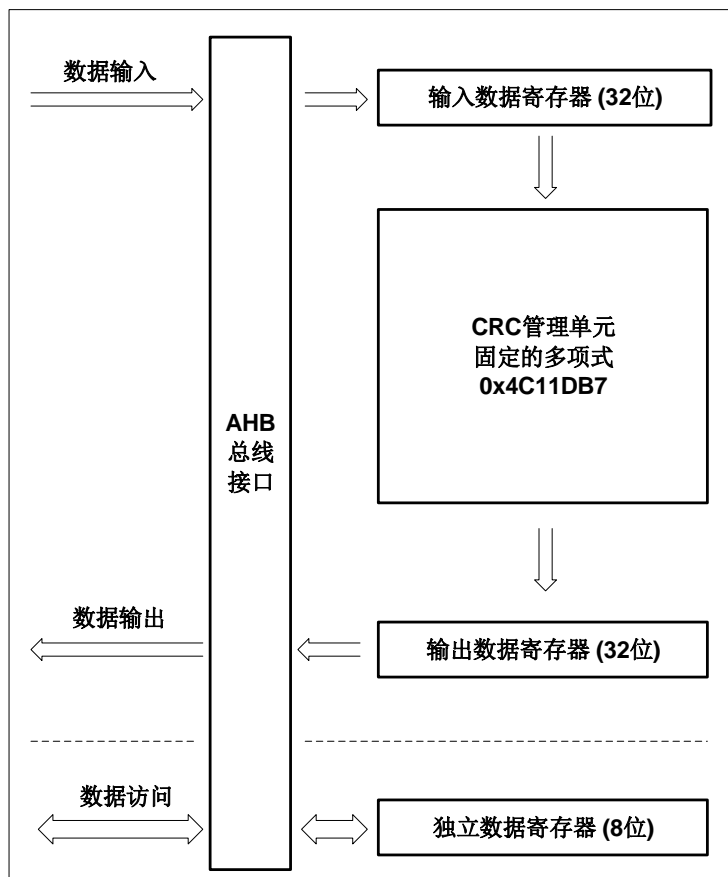 数据输入
输入数据寄存器 (32位)
CRC管理单元
固定的多项式
0x4C11DB7
AHB
总线
接口
数据输出
输出数据寄存器 (32位)
数据访问
独立数据寄存器 (8位)